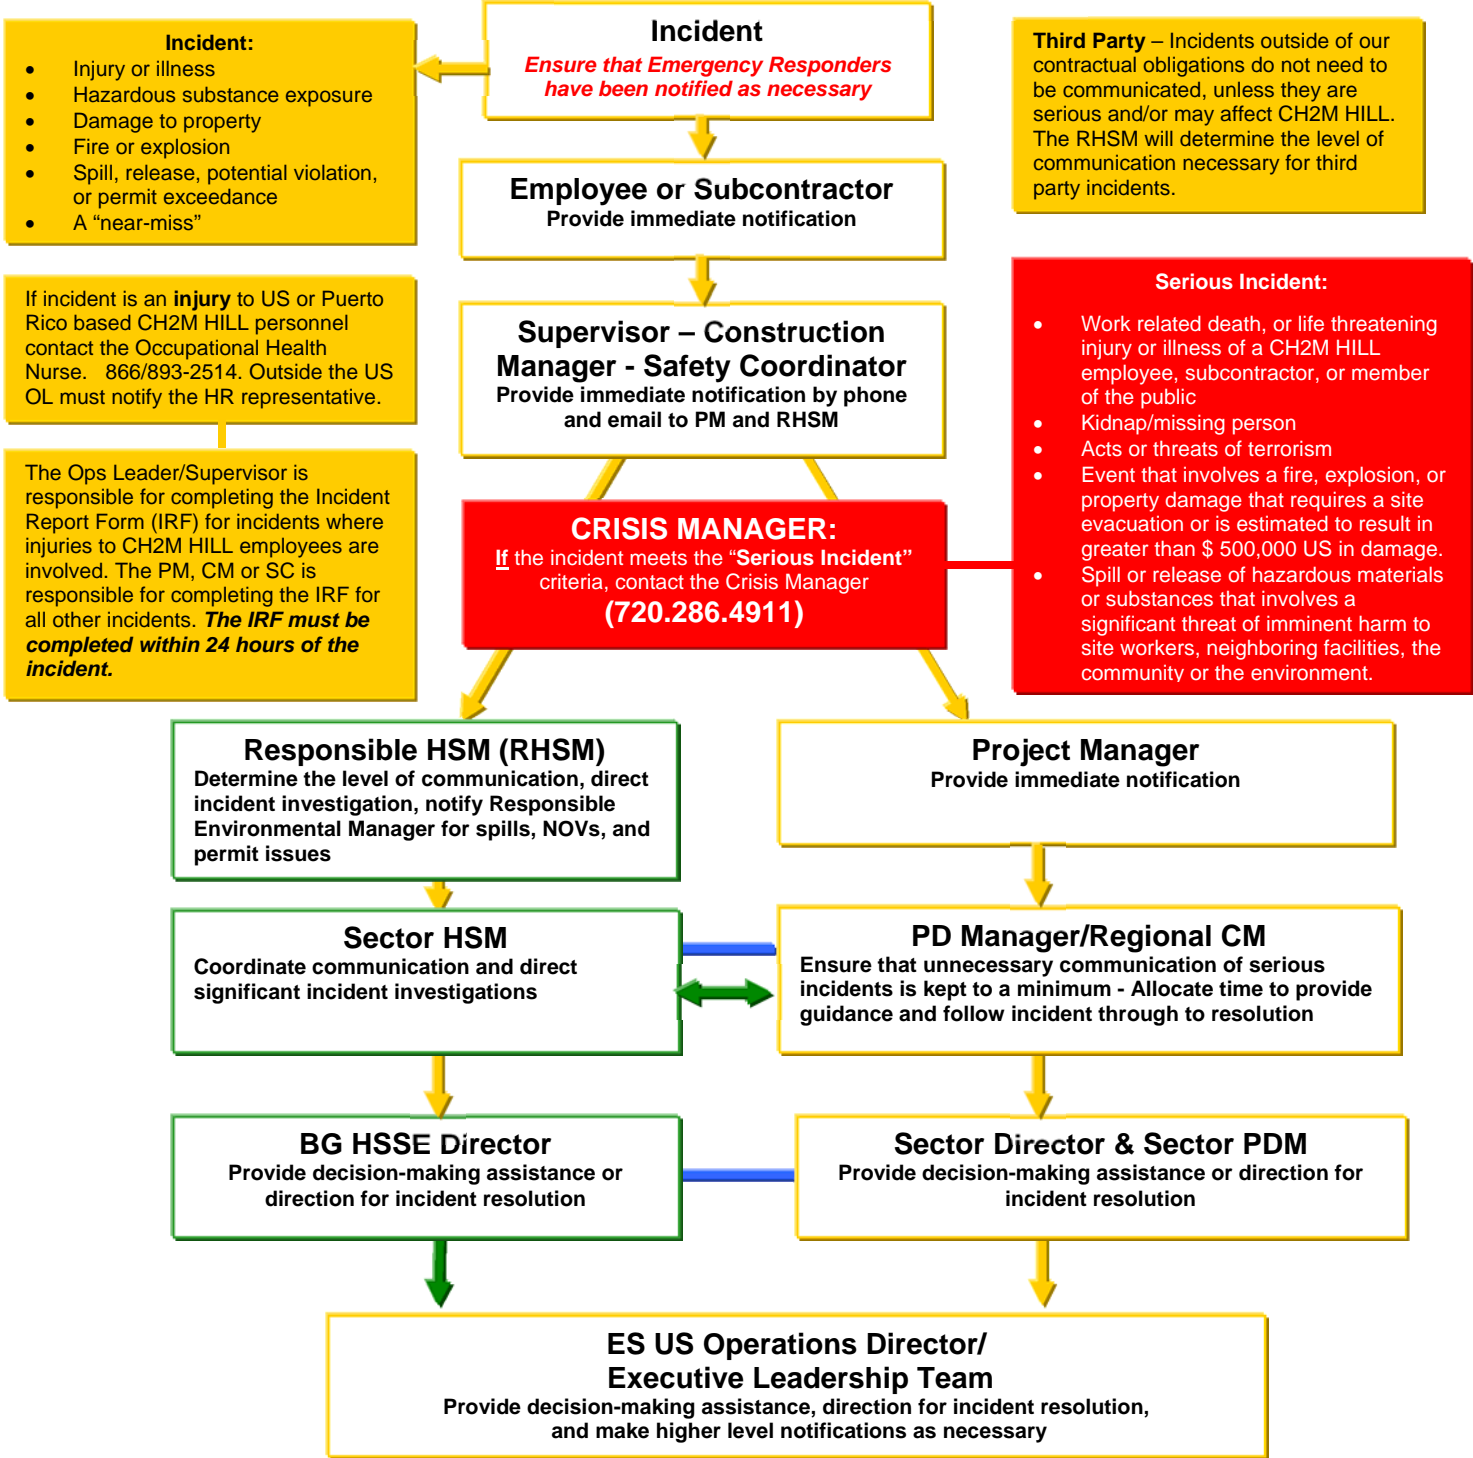 Incident:
• Injury or illness
• Hazardous substance exposure
• Damage to property
• Fire or explosion
• Spill, release, potential violation,
or permit exceedance
• A “near-miss”
Incident
Ensure that Emergency Responders
have been notified as necessary
Third Party – Incidents outside of our
contractual obligations do not need to
be communicated, unless they are
serious and/or may affect CH2M HILL.
The RHSM will determine the level of
communication necessary for third
party incidents.
Employee or Subcontractor
Provide immediate notification
If incident is an injury to US or Puerto
Rico based CH2M HILL personnel
contact the Occupational Health
Nurse. 866/893-2514. Outside the US
OL must notify the HR representative.
Supervisor – Construction
Manager - Safety Coordinator
Provide immediate notification by phone
and email to PM and RHSM
Serious Incident:
• Work related death, or life threatening
injury or illness of a CH2M HILL
employee, subcontractor, or member
of the public
• Kidnap/missing person
• Acts or threats of terrorism
• Event that involves a fire, explosion, or
property damage that requires a site
evacuation or is estimated to result in
greater than $ 500,000 US in damage.
• Spill or release of hazardous materials
or substances that involves a
significant threat of imminent harm to
site workers, neighboring facilities, the
community or the environment.
The Ops Leader/Supervisor is
responsible for completing the Incident
Report Form (IRF) for incidents where
injuries to CH2M HILL employees are
involved. The PM, CM or SC is
responsible for completing the IRF for
all other incidents. The IRF must be
completed within 24 hours of the
incident.
CRISIS MANAGER:
If the incident meets the “Serious Incident”
criteria, contact the Crisis Manager
(720.286.4911)
Responsible HSM (RHSM)
Determine the level of communication, direct
incident investigation, notify Responsible
Environmental Manager for spills, NOVs, and
permit issues
Project Manager
Provide immediate notification
Sector HSM
Coordinate communication and direct
significant incident investigations
PD Manager/Regional CM
Ensure that unnecessary communication of serious
incidents is kept to a minimum - Allocate time to provide
guidance and follow incident through to resolution
BG HSSE Director
Provide decision-making assistance or
direction for incident resolution
Sector Director & Sector PDM
Provide decision-making assistance or direction for
incident resolution
ES US Operations Director/
Executive Leadership Team
Provide decision-making assistance, direction for incident resolution,
and make higher level notifications as necessary